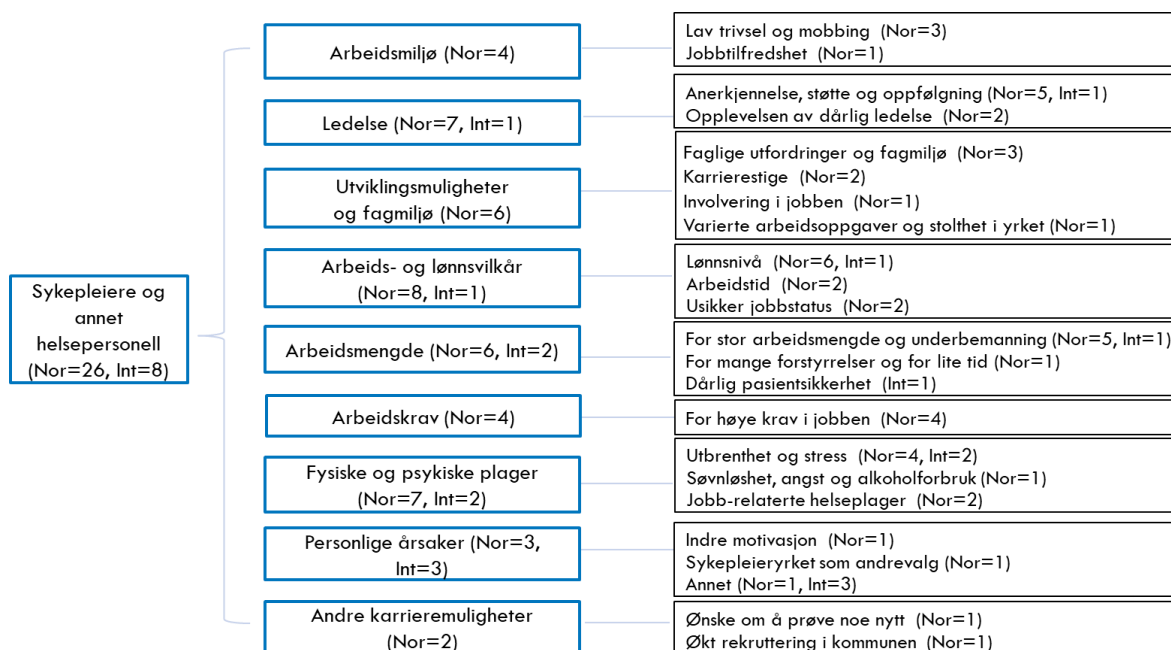 Sykepleiere og
annet
helsepersonell
(Nor=26, Int=8)
Arbeidsmiljø (Nor=4)
Lav trivsel og mobbing (Nor=3)
Jobbtilfredshet (Nor=1)
Ledelse (Nor=7, Int=1)
Anerkjennelse, støtte og oppfølgning (Nor=5, Int=1)
Opplevelsen av dårlig ledelse (Nor=2)
Utviklingsmuligheter
og fagmiljø (Nor=6)
Faglige utfordringer og fagmiljø (Nor=3)
Karrierestige (Nor=2)
Involvering i jobben (Nor=1)
Varierte arbeidsoppgaver og stolthet i yrket (Nor=1)
Arbeids- og lønnsvilkår
(Nor=8, Int=1)
Lønnsnivå (Nor=6, Int=1)
Arbeidstid (Nor=2)
Usikker jobbstatus (Nor=2)
Arbeidsmengde (Nor=6, Int=2)
For stor arbeidsmengde og underbemanning (Nor=5, Int=1)
For mange forstyrrelser og for lite tid (Nor=1)
Dårlig pasientsikkerhet (Int=1)
Arbeidskrav (Nor=4)
For høye krav i jobben (Nor=4)
Fysiske og psykiske plager
(Nor=7, Int=2)
Utbrenthet og stress (Nor=4, Int=2)
Søvnløshet, angst og alkoholforbruk (Nor=1)
Jobb-relaterte helseplager (Nor=2)
Personlige årsaker (Nor=3,
Int=3)
Indre motivasjon (Nor=1)
Sykepleieryrket som andrevalg (Nor=1)
Annet (Nor=1, Int=3)
Andre karrieremuligheter
(Nor=2)
Ønske om å prøve noe nytt (Nor=1)
Økt rekruttering i kommunen (Nor=1)